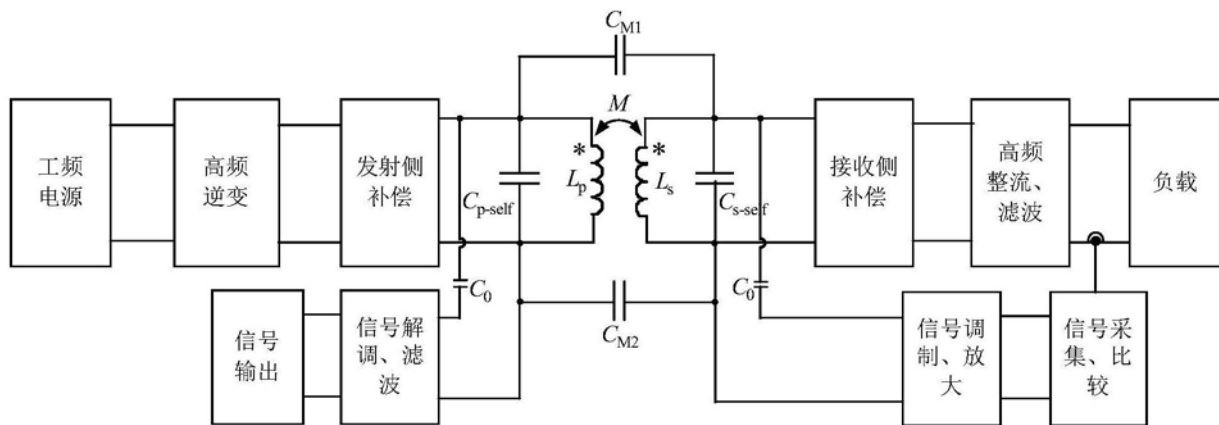 C_M1
工频
电源
高频
逆变
发射侧
补偿
C_p-self
*
L_p
M
*
L_s
C_s-self
接收侧
补偿
高频
整流、
滤波
负载
信号
输出
信号解
调、滤
波
C_0
C_M2
C_0
信号调
制、放
大
信号采
集、比
较